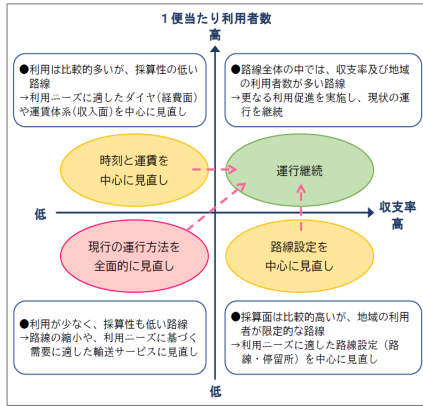 １便当たり利用者数
高
●利用は比較的多いが、採算性の低い
路線
→利用ニーズに適したダイヤ(経費面)
や運賃体系(収入面)を中心に見直し
●路線全体の中では、収支率及び地域
の利用者数が多い路線
→更なる利用促進を実施し、現状の運
行を継続
時刻と運賃を
中心に見直し
運行継続
低
収支率
高
現行の運行方法を
全面的に見直し
路線設定を
中心に見直し
●利用が少なく、採算性も低い路線
→路線の縮小や、利用ニーズに基づく
需要に適した輸送サービスに見直し
●採算面は比較的高いが、地域の利用者
が限定的な路線
→利用ニーズに適した路線設定（路
線・停留所）を中心に見直し
低